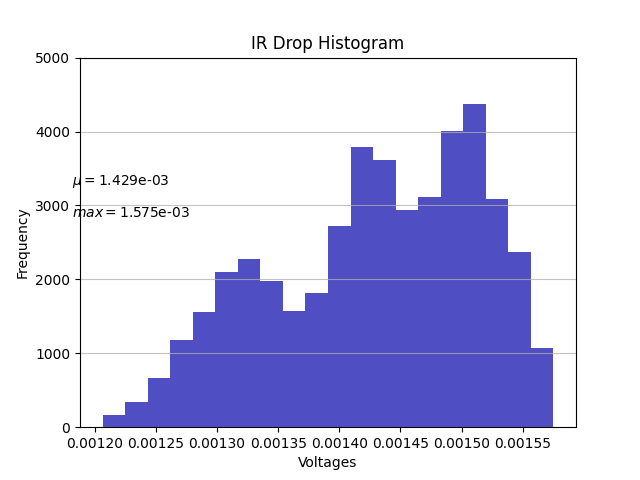 IR Drop Histogram
5000
4000
3000
2000
1000
0
Frequency
μ = 1.429e-03
max = 1.575e-03
0.00120 0.00125 0.00130 0.00135 0.00140 0.00145 0.00150 0.00155
Voltages